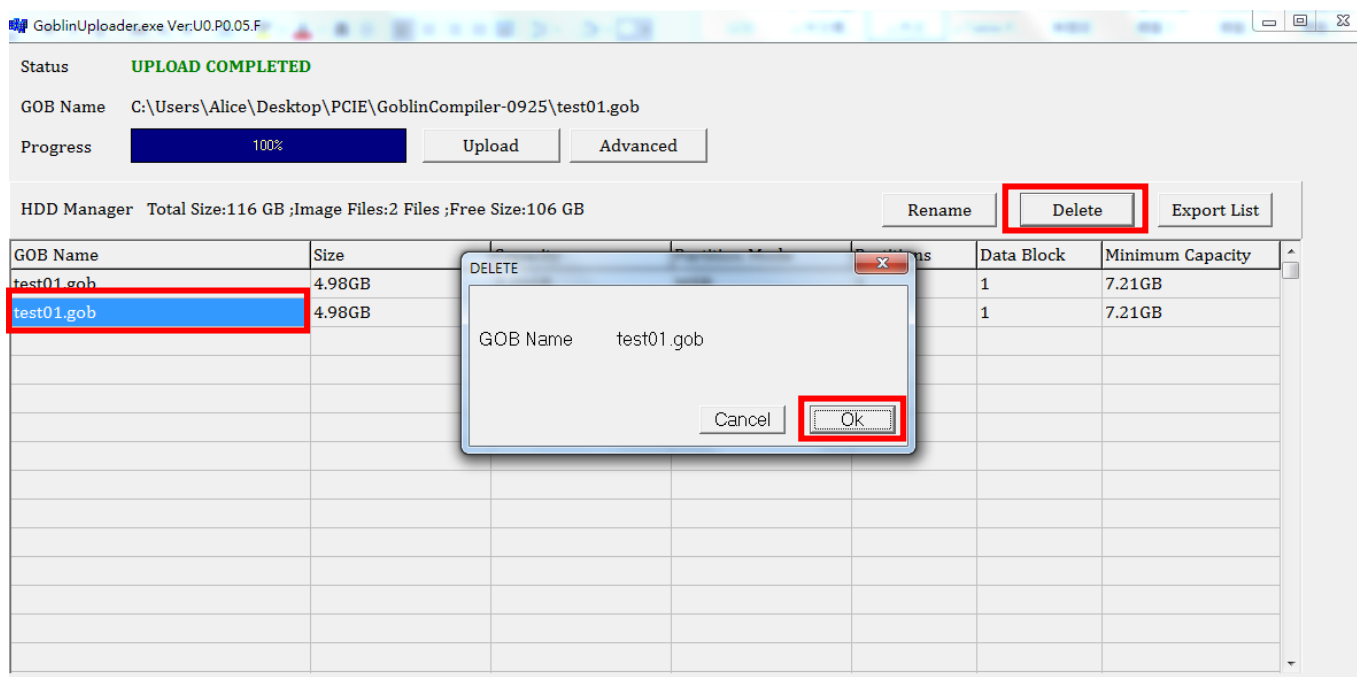 GoblinUploader.exe Ver:U0.P0.05.F
Status UPLOAD COMPLETED
GOB Name C:\Users\Alice\Desktop\PCIE\GoblinCompiler-0925\test01.gob
Progress 100% Upload Advanced
HDD Manager Total Size:116 GB ;Image Files:2 Files ;Free Size:106 GB Rename Delete Export List
GOB Name Size Data Block Minimum Capacity
test01.gob 4.98GB 1 7.21GB
test01.gob 4.98GB 1 7.21GB
DELETE
GOB Name test01.gob
Cancel Ok